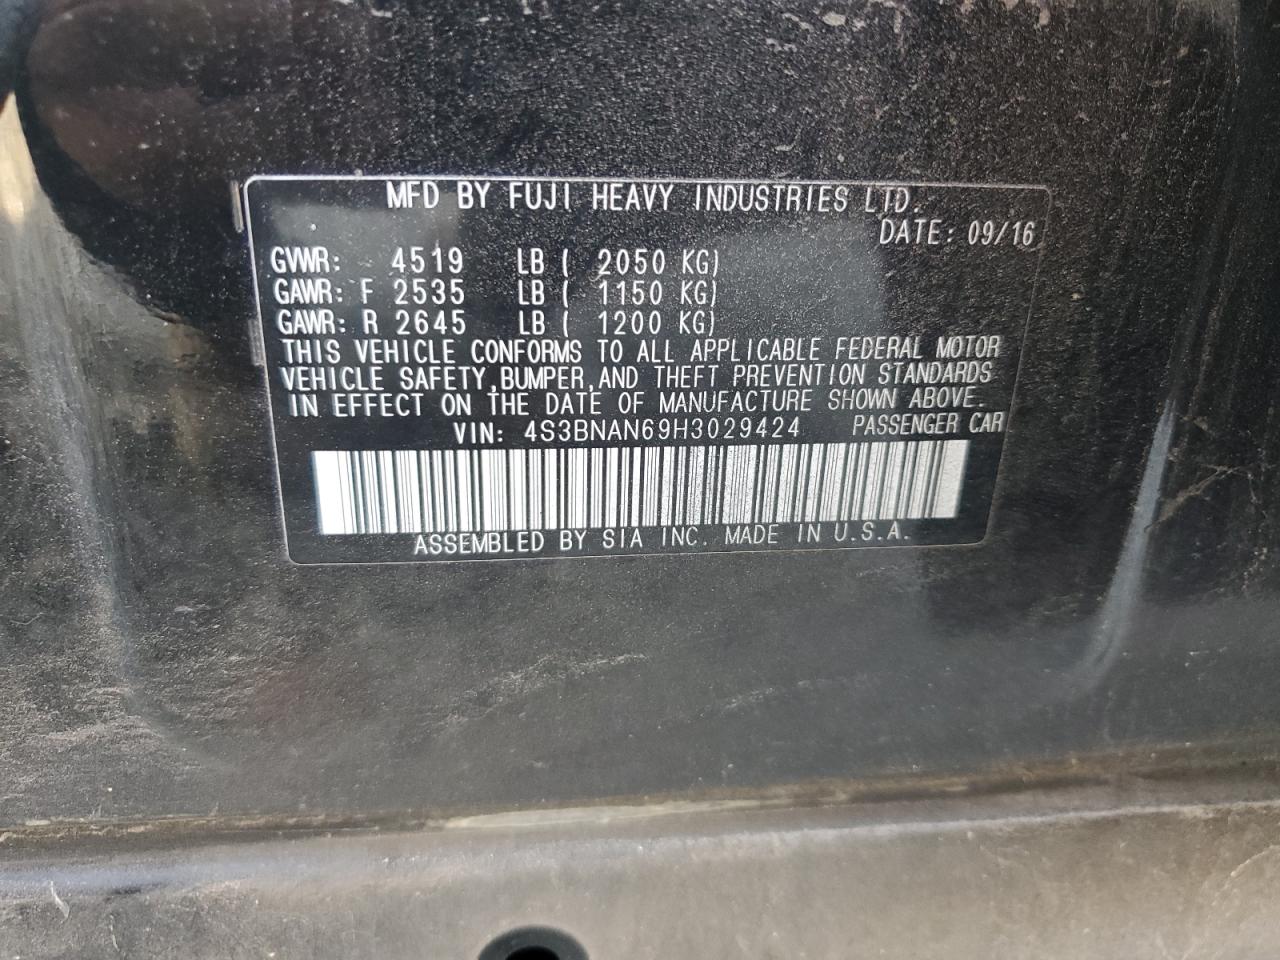 MFD BY FUJI HEAVY INDUSTRIES LTD.
DATE: 09/16
GVWR: 4519 LB ( 2050 KG)
GAWR: F 2535 LB ( 1150 KG)
GAWR: R 2645 LB ( 1200 KG)
THIS VEHICLE CONFORMS TO ALL APPLICABLE FEDERAL MOTOR
VEHICLE SAFETY,BUMPER,AND THEFT PREVENTION STANDARDS
IN EFFECT ON THE DATE OF MANUFACTURE SHOWN ABOVE.
VIN: 4S3BNAN69H3029424 PASSENGER CAR
ASSEMBLED BY SIA INC. MADE IN U.S.A.